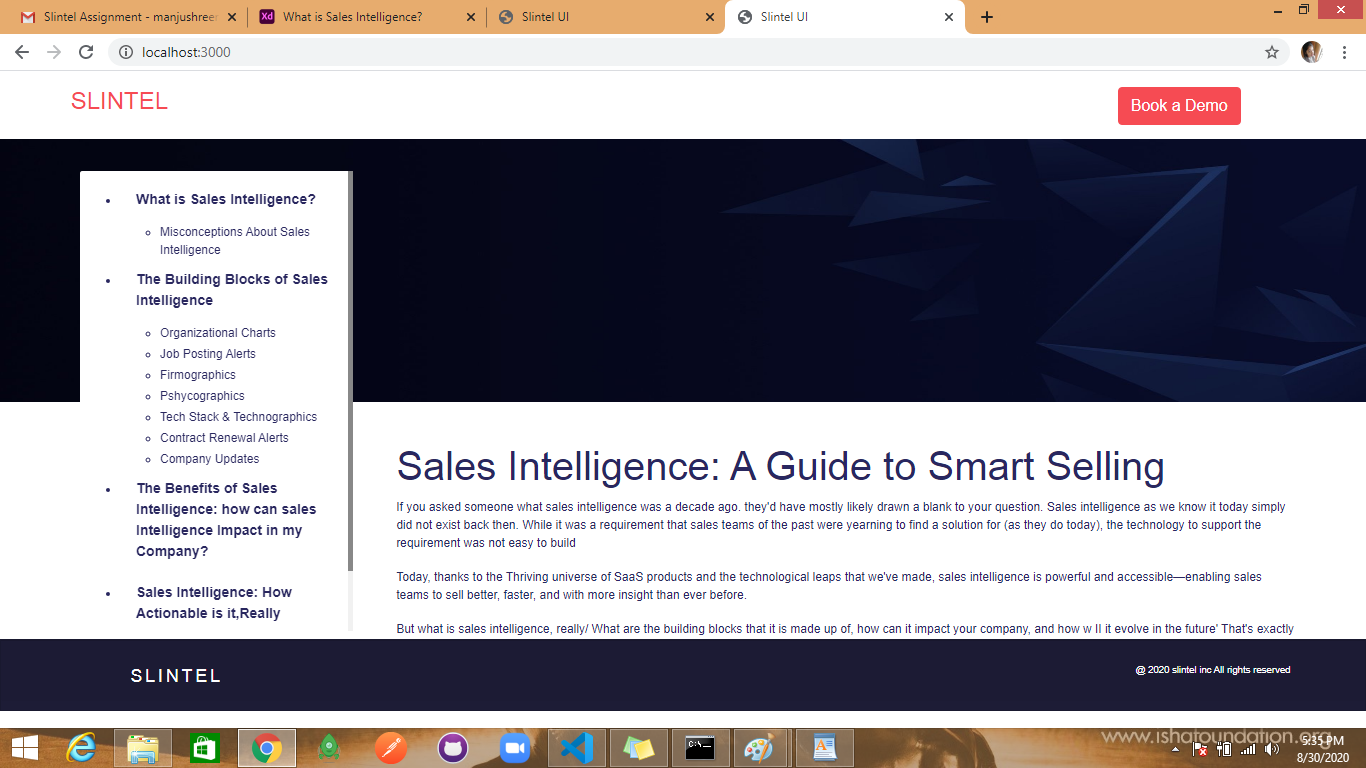 Slintel Assignment - manjushreer
What is Sales Intelligence?
Slintel UI
Slintel UI
localhost:3000
SLINTEL
Book a Demo
What is Sales Intelligence?
Misconceptions About Sales
Intelligence
The Building Blocks of Sales
Intelligence
Organizational Charts
Job Posting Alerts
Firmographics
Pshycographics
Tech Stack & Technographics
Contract Renewal Alerts
Company Updates
The Benefits of Sales
Intelligence: how can sales
Intelligence Impact in my
Company?
Sales Intelligence: How
Actionable is it,Really
Sales Intelligence: A Guide to Smart Selling
If you asked someone what sales intelligence was a decade ago. they'd have mostly likely drawn a blank to your question. Sales intelligence as we know it today simply
did not exist back then. While it was a requirement that sales teams of the past were yearning to find a solution for (as they do today), the technology to support the
requirement was not easy to build
Today, thanks to the Thriving universe of SaaS products and the technological leaps that we've made, sales intelligence is powerful and accessible—enabling sales
teams to sell better, faster, and with more insight than ever before.
But what is sales intelligence, really/ What are the building blocks that it is made up of, how can it impact your company, and how w II it evolve in the future' That's exactly
SLINTEL
@ 2020 slintel inc All rights reserved
Xd
C:\_
www.ishafoundation.org
5:35 PM
8/30/2020